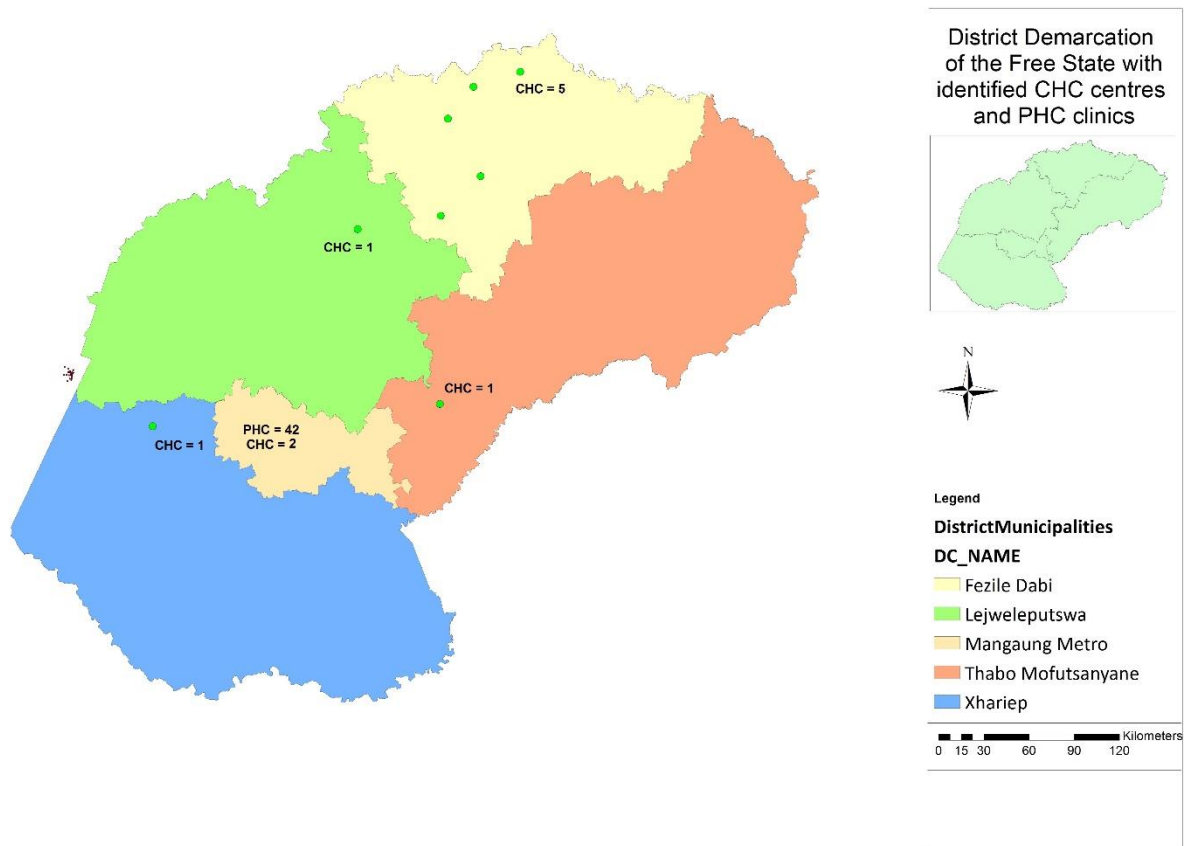 District Demarcation
of the Free State with
identified CHC centres
and PHC clinics
CHC = 5
CHC = 1
CHC = 1
PHC = 42
CHC = 2
CHC = 1
N
Legend
DistrictMunicipalities
DC_NAME
Fezile Dabi
Lejweleputswa
Mangaung Metro
Thabo Mofutsanyane
Xhariep
Kilometers
0 15 30 60 90 120